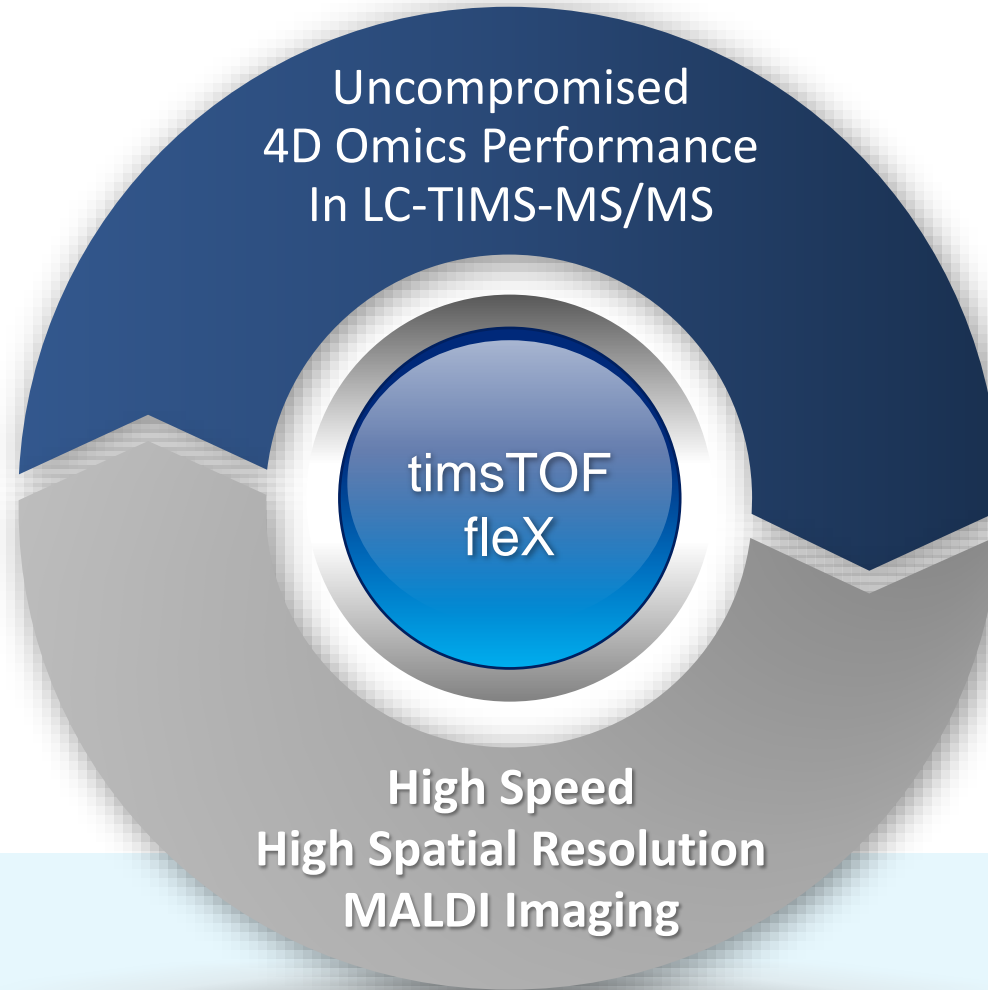 Uncompromised
4D Omics Performance
In LC-TIMS-MS/MS
timsTOF
fleX
High Speed
High Spatial Resolution
MALDI Imaging